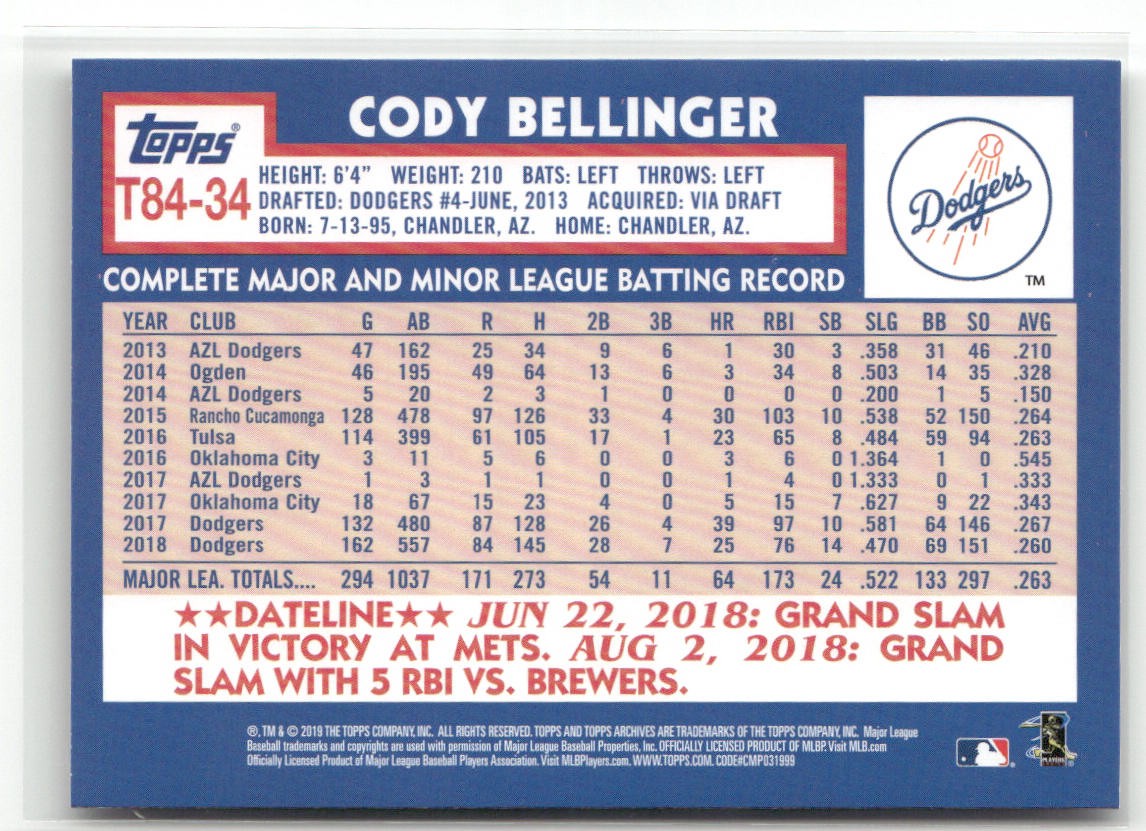 CODY BELLINGER
Topps®
T84-34
HEIGHT: 6'4" WEIGHT: 210 BATS: LEFT THROWS: LEFT
DRAFTED: DODGERS #4-JUNE, 2013 ACQUIRED: VIA DRAFT
BORN: 7-13-95, CHANDLER, AZ. HOME: CHANDLER, AZ.
Dodgers
TM
COMPLETE MAJOR AND MINOR LEAGUE BATTING RECORD
YEAR CLUB G AB R H 2B 3B HR RBI SB SLG BB SO AVG
2013 AZL Dodgers 47 162 25 34 9 6 1 30 3 .358 31 46 .210
2014 Ogden 46 195 49 64 13 6 3 34 8 .503 14 35 .328
2014 AZL Dodgers 5 20 2 3 1 0 0 0 0 .200 1 5 .150
2015 Rancho Cucamonga 128 478 97 126 33 4 30 103 10 .538 52 150 .264
2016 Tulsa 114 399 61 105 17 1 23 65 8 .484 59 94 .263
2016 Oklahoma City 3 11 5 6 0 0 3 6 0 1.364 1 0 .545
2017 AZL Dodgers 1 3 1 1 0 0 1 4 0 1.333 0 1 .333
2017 Oklahoma City 18 67 15 23 4 0 5 15 7 .627 9 22 .343
2017 Dodgers 132 480 87 128 26 4 39 97 10 .581 64 146 .267
2018 Dodgers 162 557 84 145 28 7 25 76 14 .470 69 151 .260
MAJOR LEA. TOTALS.... 294 1037 171 273 54 11 64 173 24 .522 133 297 .263
★★DATELINE★★ JUN 22, 2018: GRAND SLAM
IN VICTORY AT METS. AUG 2, 2018: GRAND
SLAM WITH 5 RBI VS. BREWERS.
®, TM & © 2019 THE TOPPS COMPANY, INC. ALL RIGHTS RESERVED. TOPPS AND TOPPS ARCHIVES ARE TRADEMARKS OF THE TOPPS COMPANY, INC. Major League
Baseball trademarks and copyrights are used with permission of Major League Baseball Properties, Inc. OFFICIALLY LICENSED PRODUCT OF MLBP. Visit MLB.com
Officially Licensed Product of Major League Baseball Players Association. Visit MLBPlayers.com. WWW.TOPPS.COM. CODE#CMP031999